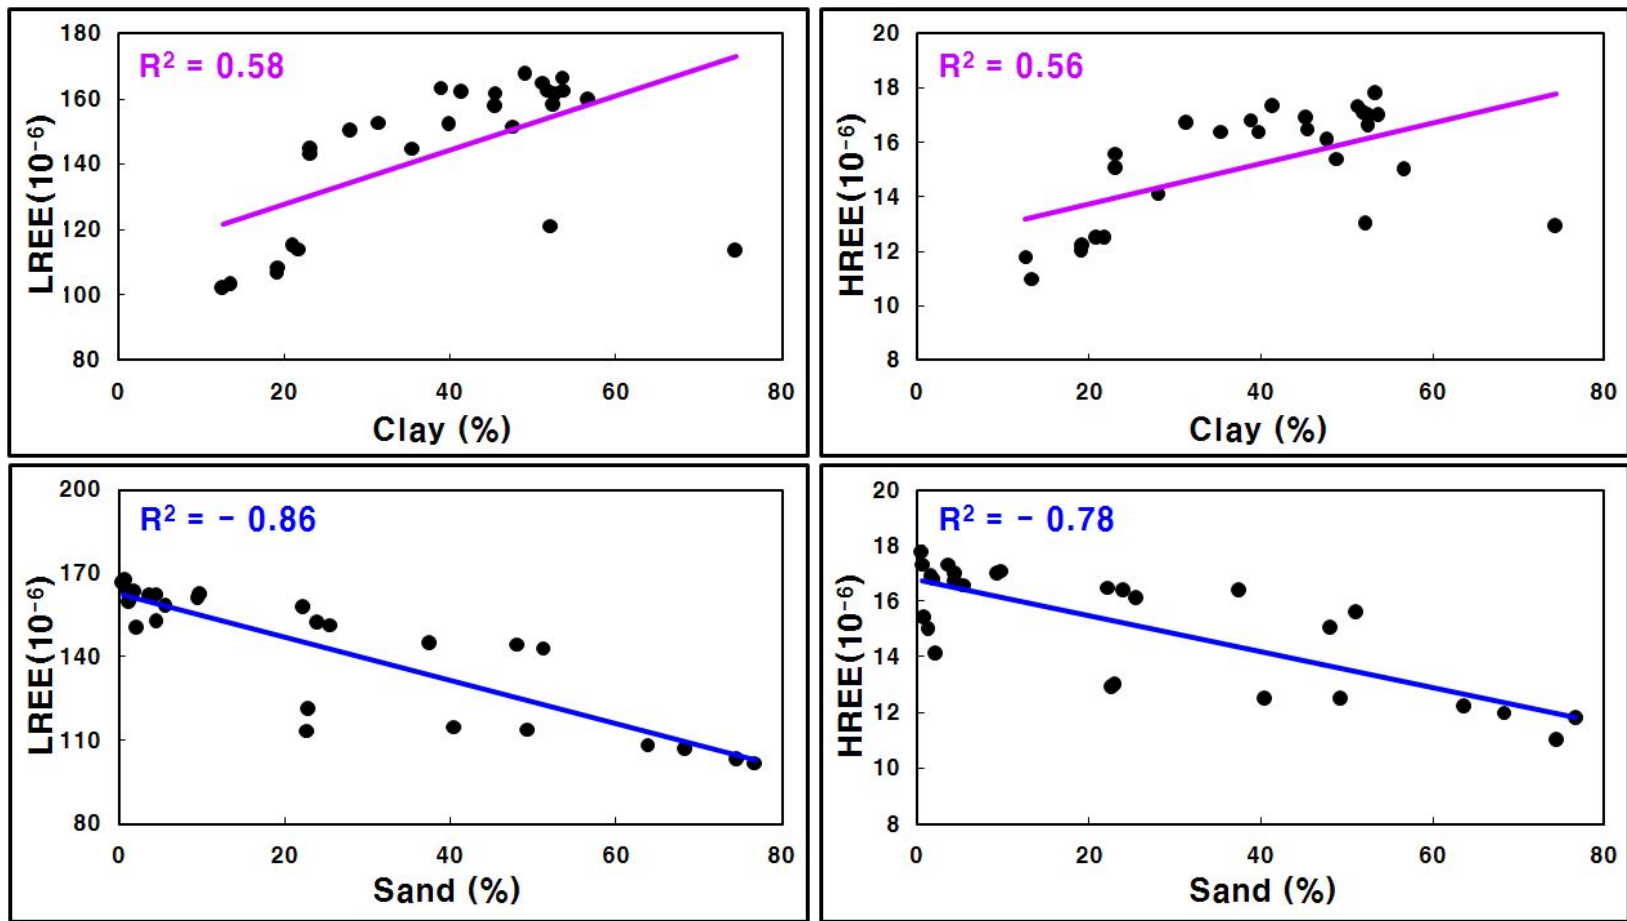 180
R² = 0.58
160
140
120
100
80
LREE(10⁻⁶)
0 20 40 60 80
Clay (%)
20
R² = 0.56
18
16
14
12
10
8
HREE(10⁻⁶)
0 20 40 60 80
Clay (%)
200
R² = - 0.86
170
140
110
80
LREE(10⁻⁶)
0 20 40 60 80
Sand (%)
20
R² = - 0.78
18
16
14
12
10
8
HREE(10⁻⁶)
0 20 40 60 80
Sand (%)